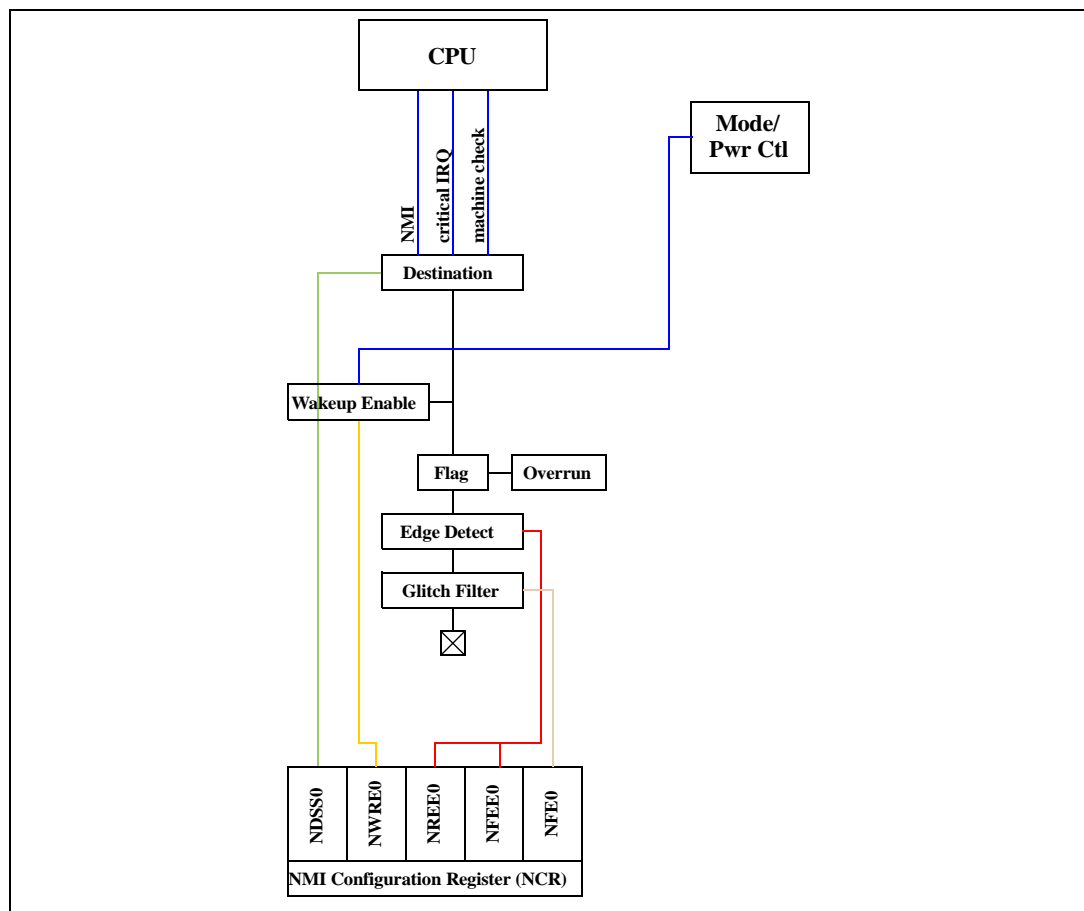 CPU
Mode/
Pwr Ctl
NMI
critical IRQ
machine check
Destination
Wakeup Enable
Flag
Overrun
Edge Detect
Glitch Filter
NDSS0
NWRE0
NREE0
NFEE0
NFE0
NMI Configuration Register (NCR)